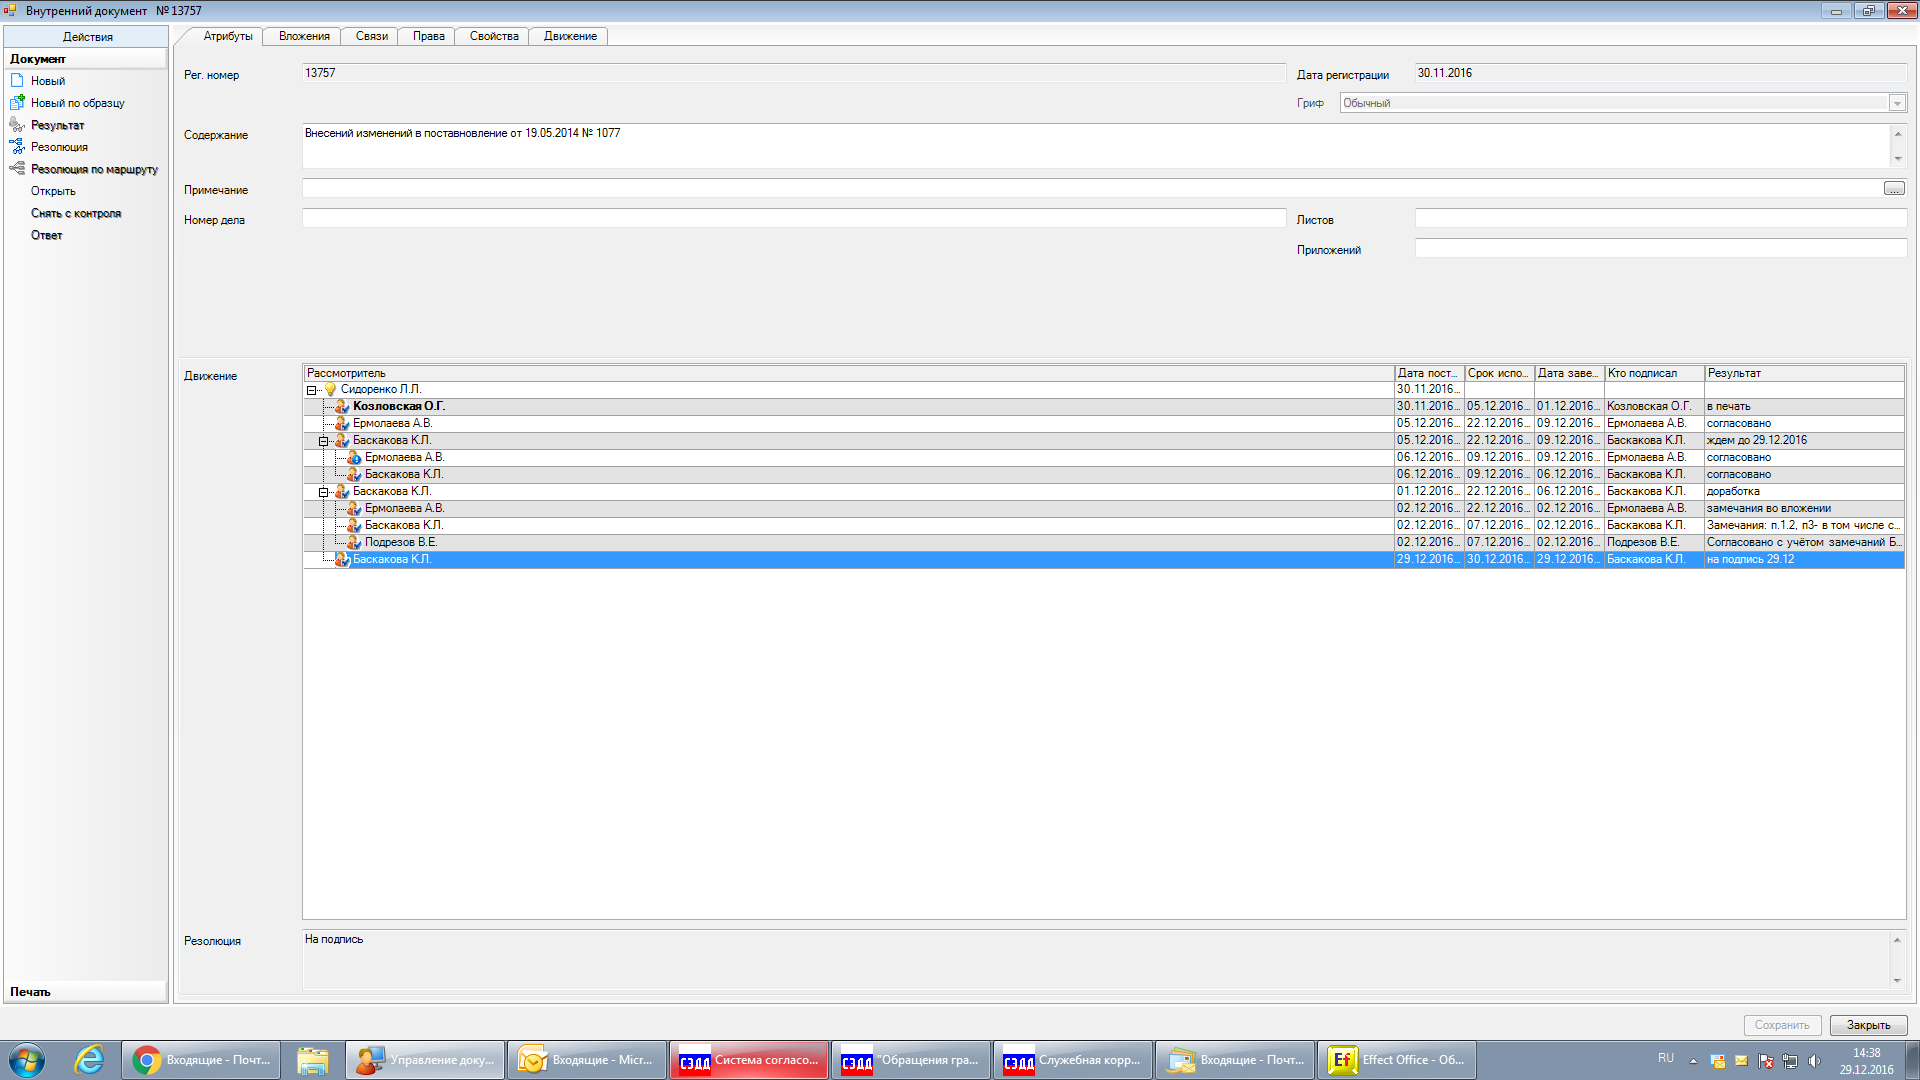 Внутренний документ № 13757
Действия
Документ
Новый
Новый по образцу
Результат
Резолюция
Резолюция по маршруту
Открыть
Снять с контроля
Ответ
Печать
Атрибуты Вложения Связи Права Свойства Движение
Рег. номер 13757 Дата регистрации 30.11.2016
Гриф Обычный
Содержание Внесений изменений в поставновление от 19.05.2014 № 1077
Примечание ...
Номер дела Листов
Приложений
Движение
Рассмотритель Дата пост... Срок испо... Дата заве... Кто подписал Результат
Сидоренко Л.Л. 30.11.2016...
Козловская О.Г. 30.11.2016... 05.12.2016... 01.12.2016... Козловская О.Г. в печать
Ермолаева А.В. 05.12.2016... 22.12.2016... 09.12.2016... Ермолаева А.В. согласовано
Баскакова К.Л. 05.12.2016... 22.12.2016... 09.12.2016... Баскакова К.Л. ждем до 29.12.2016
Ермолаева А.В. 06.12.2016... 09.12.2016... 09.12.2016... Ермолаева А.В. согласовано
Баскакова К.Л. 06.12.2016... 09.12.2016... 06.12.2016... Баскакова К.Л. согласовано
Баскакова К.Л. 01.12.2016... 22.12.2016... 06.12.2016... Баскакова К.Л. доработка
Ермолаева А.В. 02.12.2016... 22.12.2016... 02.12.2016... Ермолаева А.В. замечания во вложении
Баскакова К.Л. 02.12.2016... 07.12.2016... 02.12.2016... Баскакова К.Л. Замечания: п.1.2, п3- в том числе с...
Подрезов В.Е. 02.12.2016... 07.12.2016... 02.12.2016... Подрезов В.Е. Согласовано с учётом замечаний Б...
Баскакова К.Л. 29.12.2016... 30.12.2016... 29.12.2016... Баскакова К.Л. на подпись 29.12
Резолюция На подпись
Сохранить Закрыть
Входящие - Почт... Управление доку... Входящие - Micr... СЭДД Система согласо... СЭДД "Обращения гра... СЭДД Служебная корр... Входящие - Почт... Ef Effect Office - Об... RU 14:38
29.12.2016